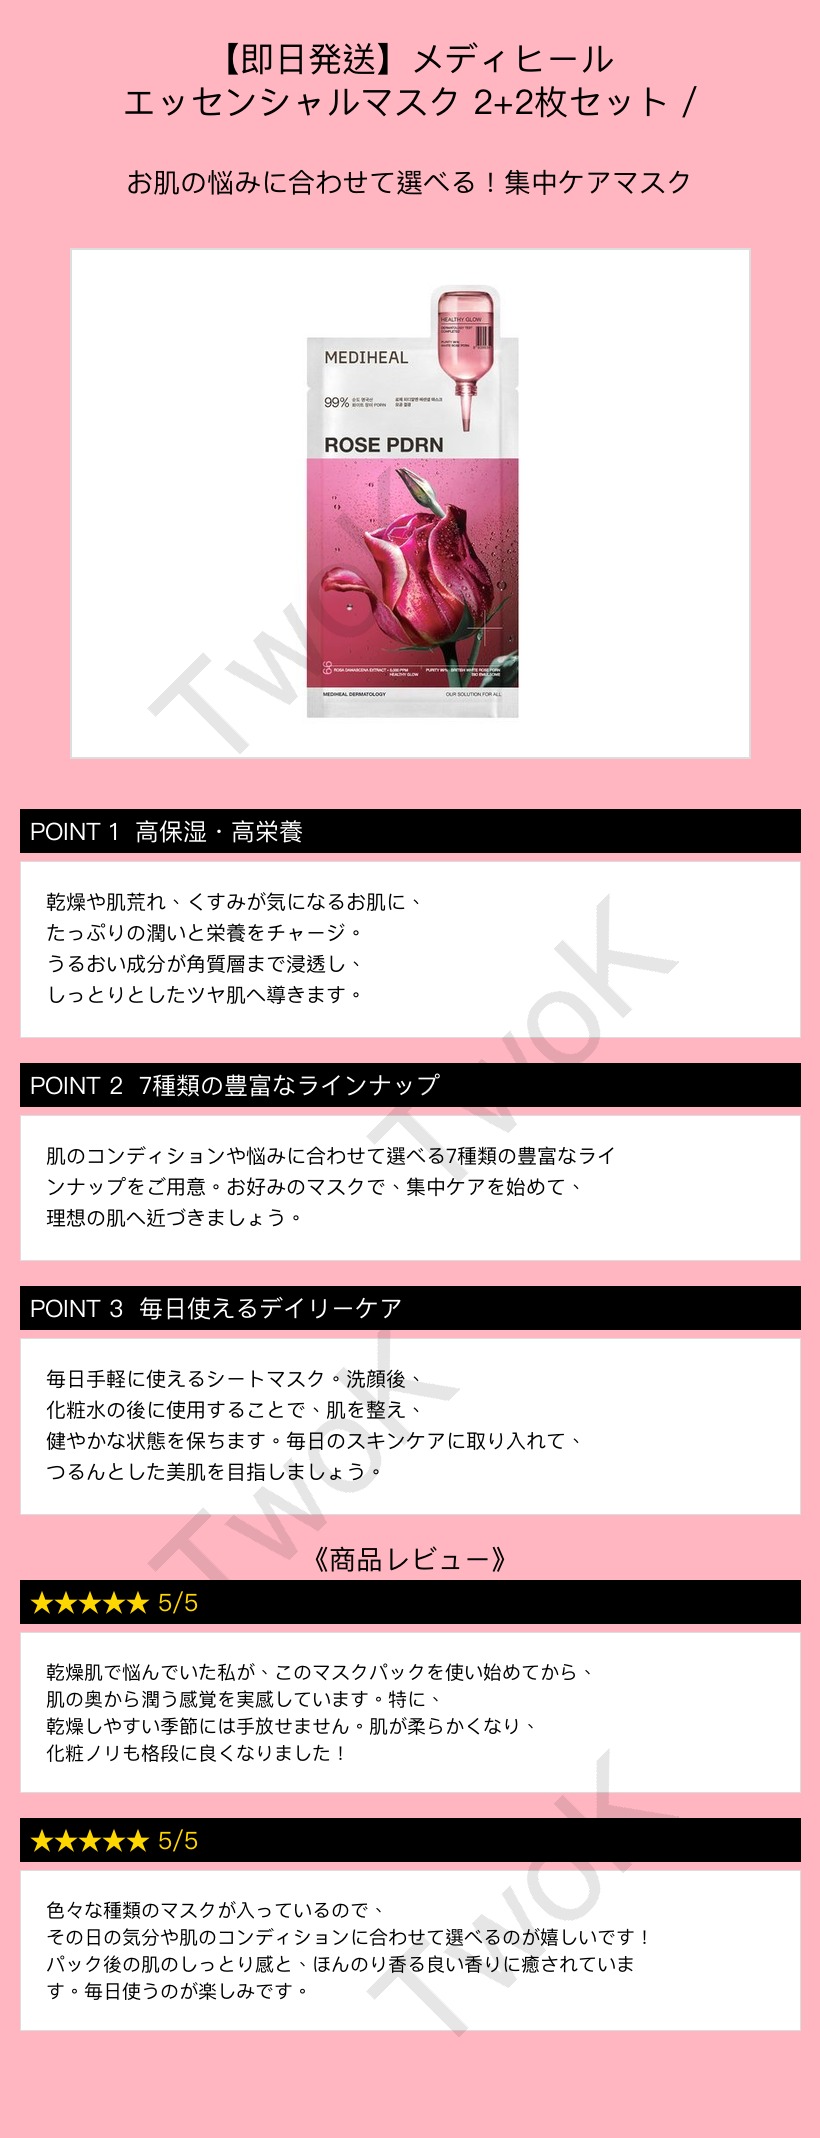 【即日発送】メディヒール
エッセンシャルマスク 2+2枚セット /
お肌の悩みに合わせて選べる！集中ケアマスク
HEALTHY GLOW
MEDIHEAL
99%
ROSE PDRN
ROSA DAMASCENA EXTRACT
HEALTHY GLOW
MEDIHEAL DERMATOLOGY
OUR SOLUTION FOR ALL
TwoK
POINT 1 高保湿・高栄養
乾燥や肌荒れ、くすみが気になるお肌に、
たっぷりの潤いと栄養をチャージ。
うるおい成分が角質層まで浸透し、
しっとりとしたツヤ肌へ導きます。
TwoK
POINT 2 7種類の豊富なラインナップ
肌のコンディションや悩みに合わせて選べる7種類の豊富なライ
ンナップをご用意。お好みのマスクで、集中ケアを始めて、
理想の肌へ近づきましょう。
POINT 3 毎日使えるデイリーケア
毎日手軽に使えるシートマスク。洗顔後、
化粧水の後に使用することで、肌を整え、
健やかな状態を保ちます。毎日のスキンケアに取り入れて、
つるんとした美肌を目指しましょう。
TwoK
《商品レビュー》
★★★★★ 5/5
乾燥肌で悩んでいた私が、このマスクパックを使い始めてから、
肌の奥から潤う感覚を実感しています。特に、
乾燥しやすい季節には手放せません。肌が柔らかくなり、
化粧ノリも格段に良くなりました！
★★★★★ 5/5
色々な種類のマスクが入っているので、
その日の気分や肌のコンディションに合わせて選べるのが嬉しいです！
パック後の肌のしっとり感と、ほんのり香る良い香りに癒されていま
す。毎日使うのが楽しみです。
TwoK